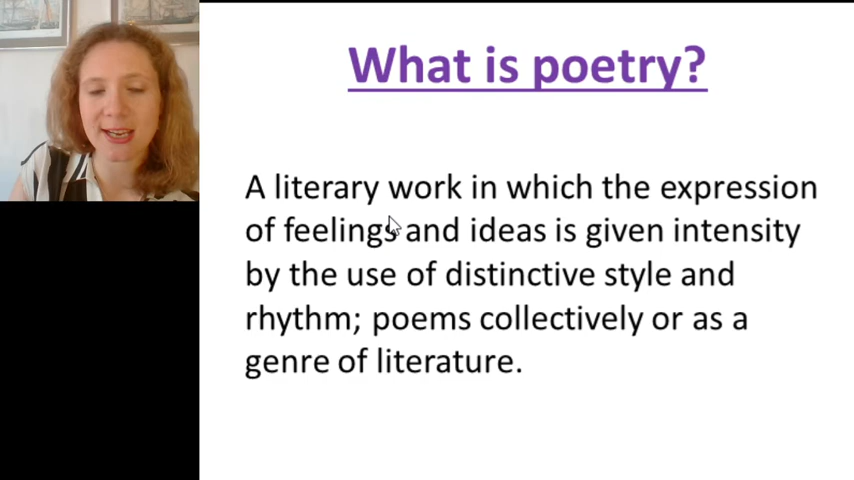 What is poetry?
A literary work in which the expression
of feelings and ideas is given intensity
by the use of distinctive style and
rhythm; poems collectively or as a
genre of literature.